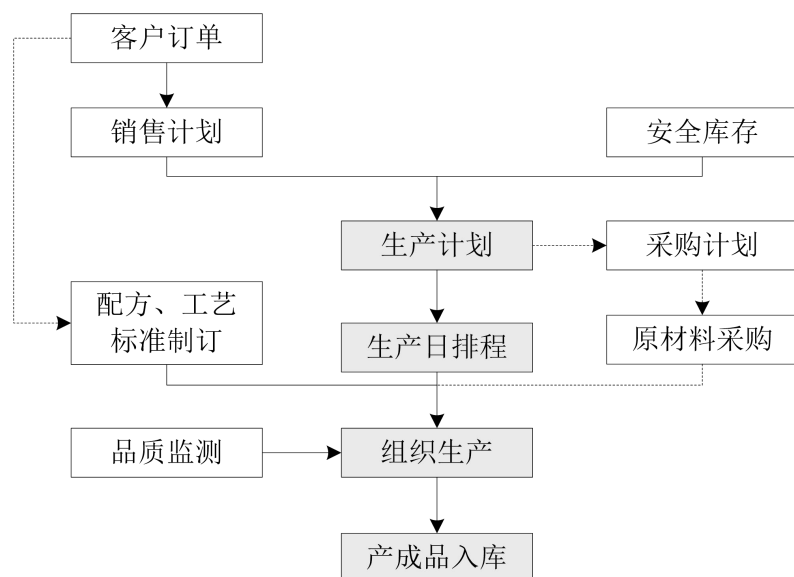 客户订单
销售计划
安全库存
生产计划
采购计划
配方、工艺
标准制订
生产日排程
原材料采购
品质监测
组织生产
产成品入库